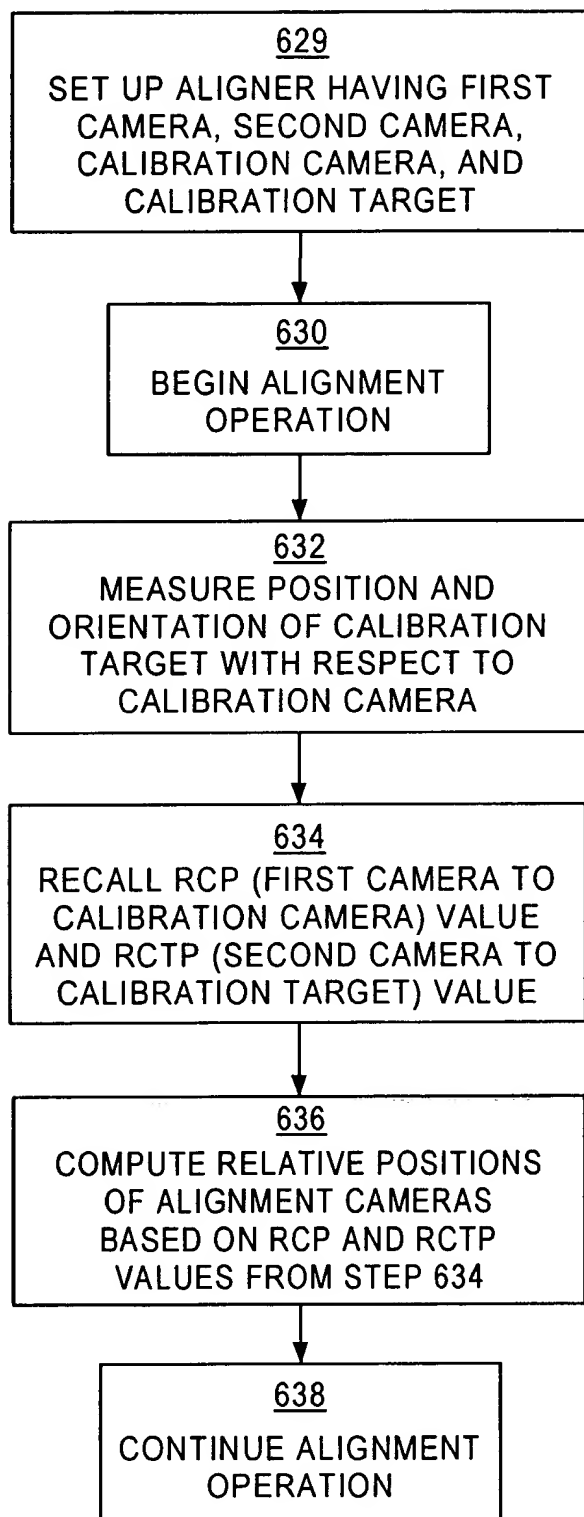 629
SET UP ALIGNER HAVING FIRST
CAMERA, SECOND CAMERA,
CALIBRATION CAMERA, AND
CALIBRATION TARGET
630
BEGIN ALIGNMENT
OPERATION
632
MEASURE POSITION AND
ORIENTATION OF CALIBRATION
TARGET WITH RESPECT TO
CALIBRATION CAMERA
634
RECALL RCP (FIRST CAMERA TO
CALIBRATION CAMERA) VALUE
AND RCTP (SECOND CAMERA TO
CALIBRATION TARGET) VALUE
636
COMPUTE RELATIVE POSITIONS
OF ALIGNMENT CAMERAS
BASED ON RCP AND RCTP
VALUES FROM STEP 634
638
CONTINUE ALIGNMENT
OPERATION